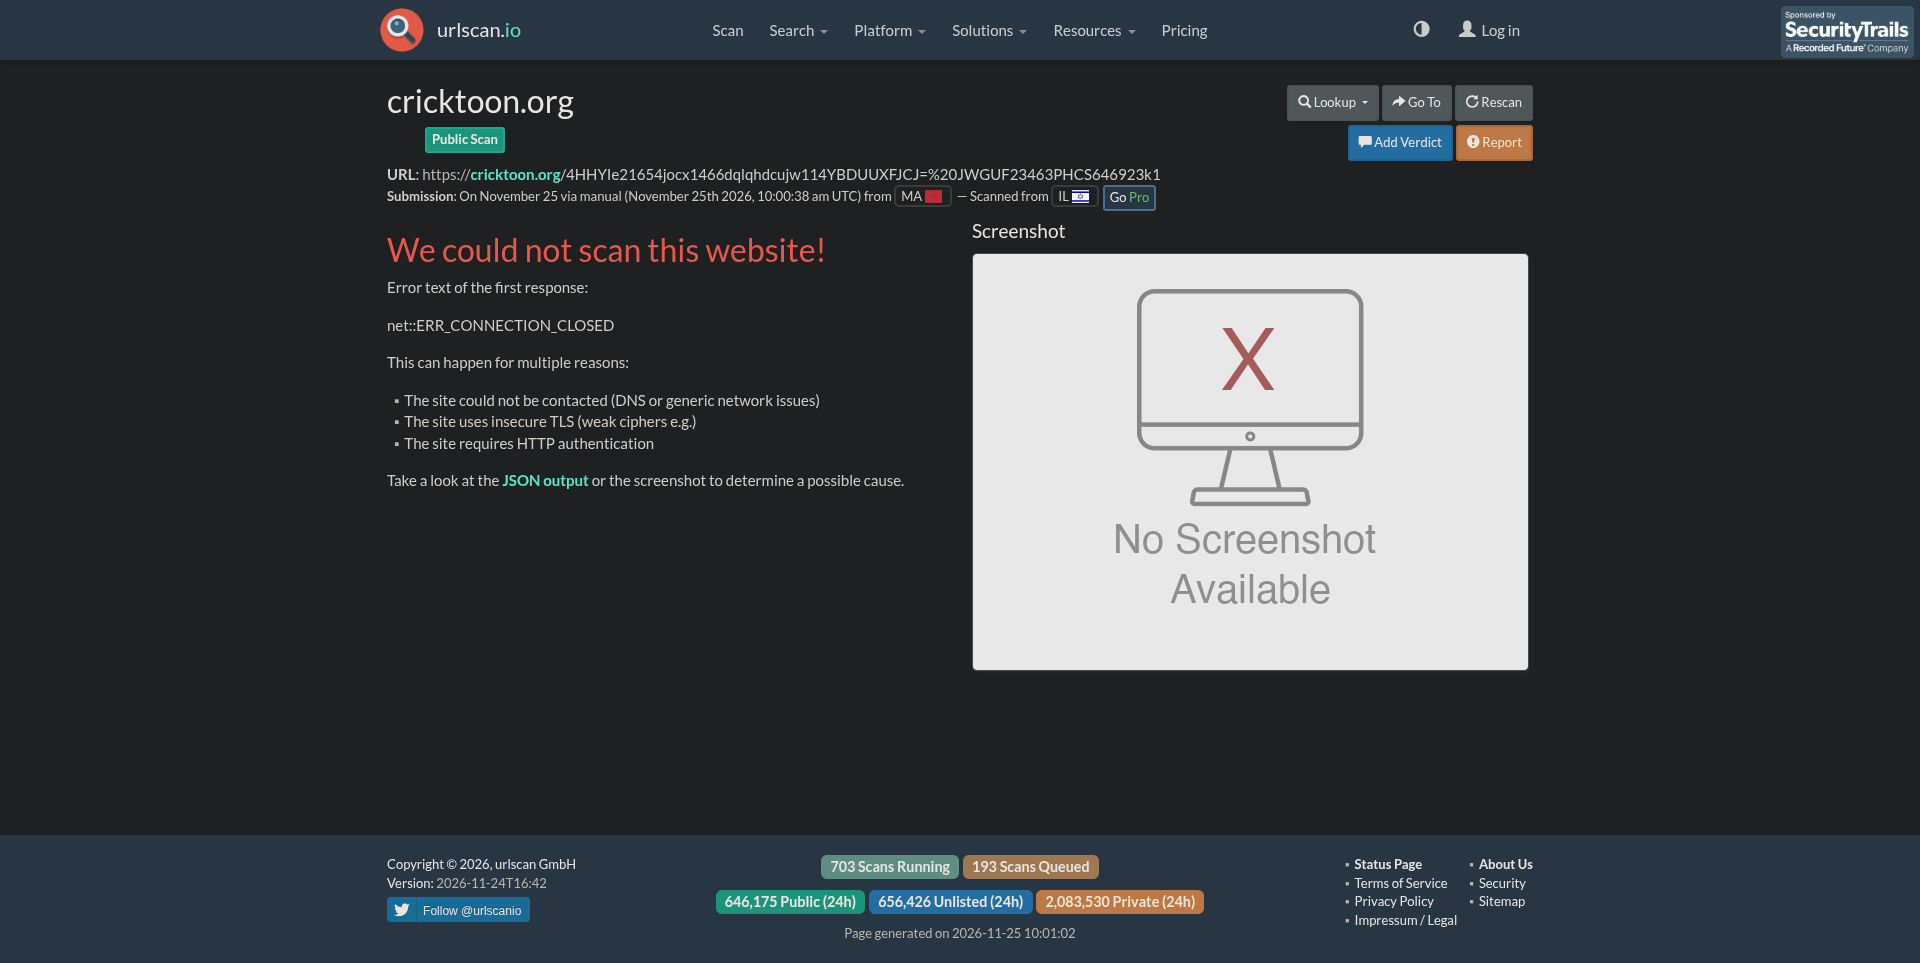 urlscan.io
Scan Search Platform Solutions Resources Pricing
Log in
Sponsored by
SecurityTrails
A Recorded Future® Company
cricktoon.org
Lookup Go To Rescan
Public Scan
Add Verdict Report
URL: https://cricktoon.org/4HHYIe21654jocx1466dqlqhdcujw114YBDUUXFJCJ=%20JWGUF23463PHCS646923k1
Submission: On November 25 via manual (November 25th 2026, 10:00:38 am UTC) from MA — Scanned from IL Go Pro
We could not scan this website!
Error text of the first response:
net::ERR_CONNECTION_CLOSED
This can happen for multiple reasons:
▪ The site could not be contacted (DNS or generic network issues)
▪ The site uses insecure TLS (weak ciphers e.g.)
▪ The site requires HTTP authentication
Take a look at the JSON output or the screenshot to determine a possible cause.
Screenshot
X
No Screenshot
Available
Copyright © 2026, urlscan GmbH
Version: 2026-11-24T16:42
Follow @urlscanio
703 Scans Running 193 Scans Queued
646,175 Public (24h) 656,426 Unlisted (24h) 2,083,530 Private (24h)
Page generated on 2026-11-25 10:01:02
▪ Status Page
▪ Terms of Service
▪ Privacy Policy
▪ Impressum / Legal
▪ About Us
▪ Security
▪ Sitemap